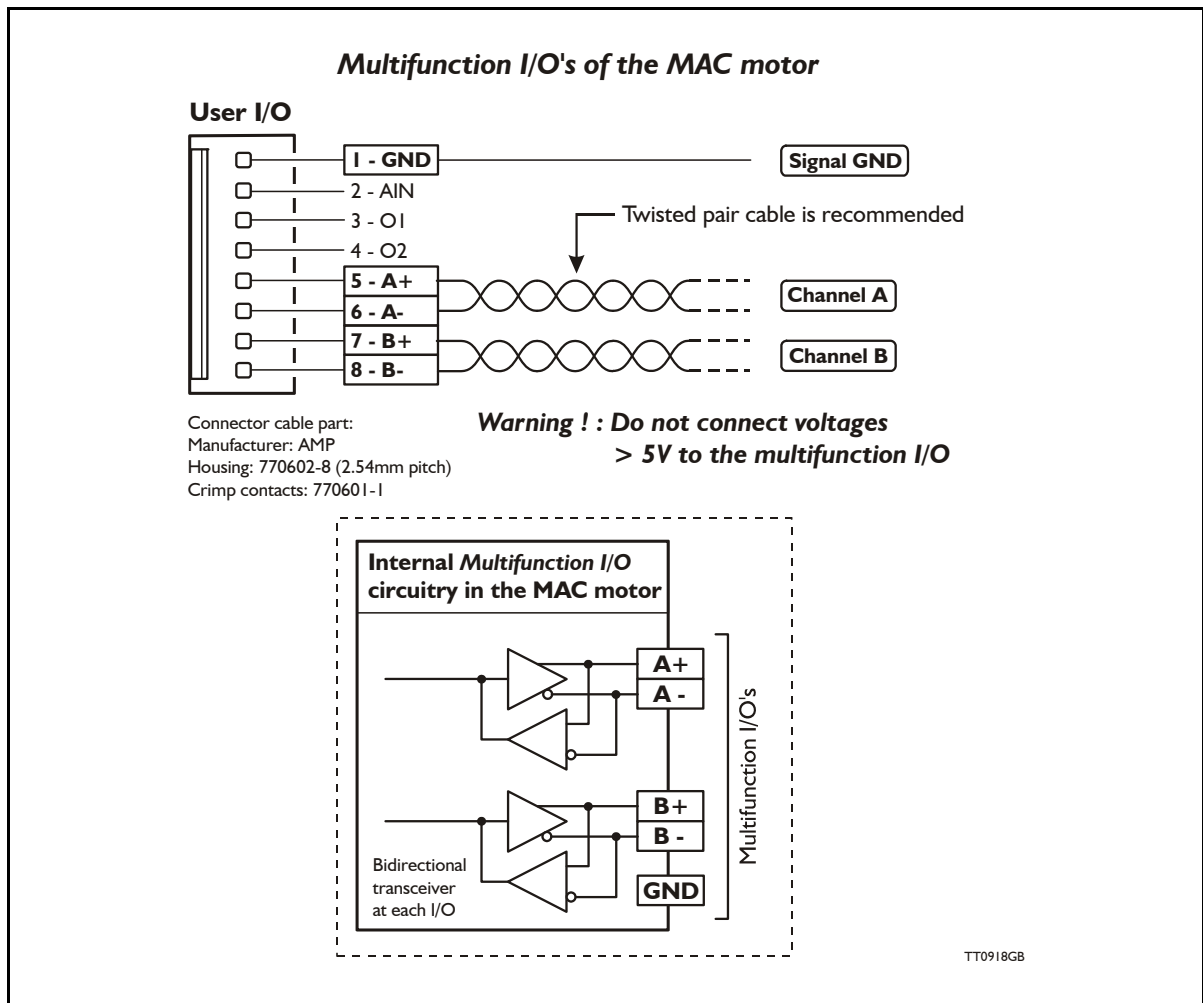 Multifunction I/O's of the MAC motor
User I/O
1 - GND
Signal GND
2 - AIN
Twisted pair cable is recommended
3 - O1
4 - O2
5 - A+
6 - A-
Channel A
7 - B+
8 - B-
Channel B
Connector cable part:
Manufacturer: AMP
Housing: 770602-8 (2.54mm pitch)
Crimp contacts: 770601-1
Warning ! : Do not connect voltages
> 5V to the multifunction I/O
Internal Multifunction I/O
circuitry in the MAC motor
A+
A -
B+
B -
GND
Multifunction I/O's
Bidirectional
transceiver
at each I/O
TT0918GB